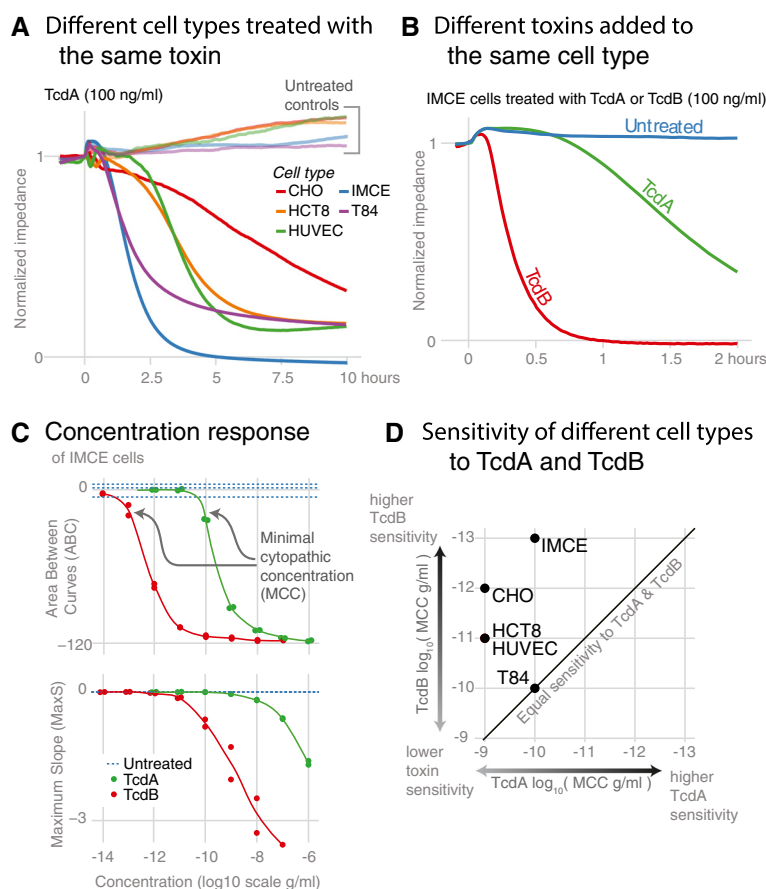 A Different cell types treated with
the same toxin
TcdA (100 ng/ml)
Untreated
controls
Normalized impedance
1
0
Cell type
CHO
IMCE
HCT8
T84
HUVEC
0 2.5 5 7.5 10 hours
B Different toxins added to
the same cell type
IMCE cells treated with TcdA or TcdB (100 ng/ml)
Normalized impedance
1
0
Untreated
TcdA
TcdB
0 0.5 1 1.5 2 hours
C Concentration response
of IMCE cells
Area Between
Curves (ABC)
0
−120
Minimal
cytopathic
concentration
(MCC)
Maximum Slope (MaxS)
0
−3
Untreated
TcdA
TcdB
-14 -12 -10 -8 -6
Concentration (log10 scale g/ml)
D Sensitivity of different cell types
to TcdA and TcdB
higher
TcdB
sensitivity
TcdB log10( MCC g/ml )
-13
-12
-11
-10
-9
IMCE
CHO
HCT8
HUVEC
T84
Equal sensitivity to TcdA & TcdB
-9 -10 -11 -12 -13
lower
toxin
sensitivity
TcdA log10( MCC g/ml )
higher
TcdA
sensitivity